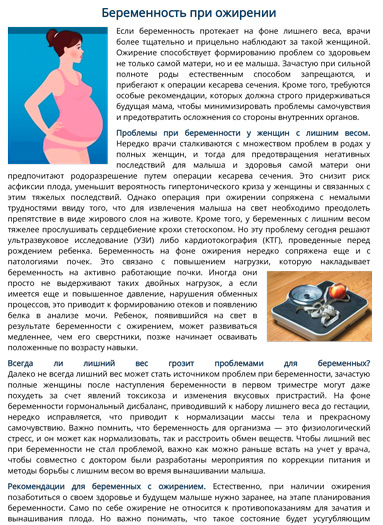 Беременность при ожирении
Если беременность протекает на фоне лишнего веса, врачи
более тщательно и прицельно наблюдают за такой женщиной.
Ожирение способствует формированию проблем со здоровьем
не только самой матери, но и ее малыша. Зачастую при сильной
полноте роды естественным способом запрещаются, и
прибегают к операции кесарева сечения. Кроме того, требуются
особые рекомендации, которых должна строго придерживаться
будущая мама, чтобы минимизировать проблемы самочувствия
и предотвратить осложнения со стороны внутренних органов.
Проблемы при беременности у женщин с лишним весом.
Нередко врачи сталкиваются с множеством проблем в родах у
полных женщин, и тогда для предотвращения негативных
последствий для малыша и здоровья самой матери они
предпочитают родоразрешение путем операции кесарева сечения. Это снизит риск
асфиксии плода, уменьшит вероятность гипертонического криза у женщины и связанных с
этим тяжелых последствий. Однако операция при ожирении сопряжена с немалыми
трудностями ввиду того, что для извлечения малыша на свет необходимо преодолеть
препятствие в виде жирового слоя на животе. Кроме того, у беременных с лишним весом
тяжелее прослушивать сердцебиение крохи стетоскопом. Но эту проблему сегодня решают
ультразвуковое исследование (УЗИ) либо кардиотокография (КТГ), проведенные перед
рождением ребенка. Беременность на фоне ожирения нередко сопряжена еще и с
патологиями почек. Это связано с повышением нагрузки, которую накладывает
беременность на активно работающие почки. Иногда они
просто не выдерживают таких двойных нагрузок, а если
имеется еще и повышенное давление, нарушения обменных
процессов, это приводит к формированию отеков и появлению
белка в анализе мочи. Ребенок, появившийся на свет в
результате беременности с ожирением, может развиваться
медленнее, чем его сверстники, позже начинает осваивать
положенные по возрасту навыки.
Всегда ли лишний вес грозит проблемами для беременных?
Далеко не всегда лишний вес может стать источником проблем при беременности, зачастую
полные женщины после наступления беременности в первом триместре могут даже
похудеть за счет явлений токсикоза и изменения вкусовых пристрастий. На фоне
беременности гормональный дисбаланс, приводивший к набору лишнего веса до гестации,
нередко исправляется, что приводит к нормализации массы тела и прекрасному
самочувствию. Важно помнить, что беременность для организма — это физиологический
стресс, и он может как нормализовать, так и расстроить обмен веществ. Чтобы лишний вес
при беременности не стал проблемой, важно как можно раньше встать на учет у врача,
чтобы совместно с доктором были разработаны мероприятия по коррекции питания и
методы борьбы с лишним весом во время вынашивания малыша.
Рекомендации для беременных с ожирением. Естественно, при наличии ожирения
позаботиться о своем здоровье и будущем малыше нужно заранее, на этапе планирования
беременности. Само по себе ожирение не относится к противопоказаниям для зачатия и
вынашивания плода. Но важно понимать, что такое состояние будет усугубляющим